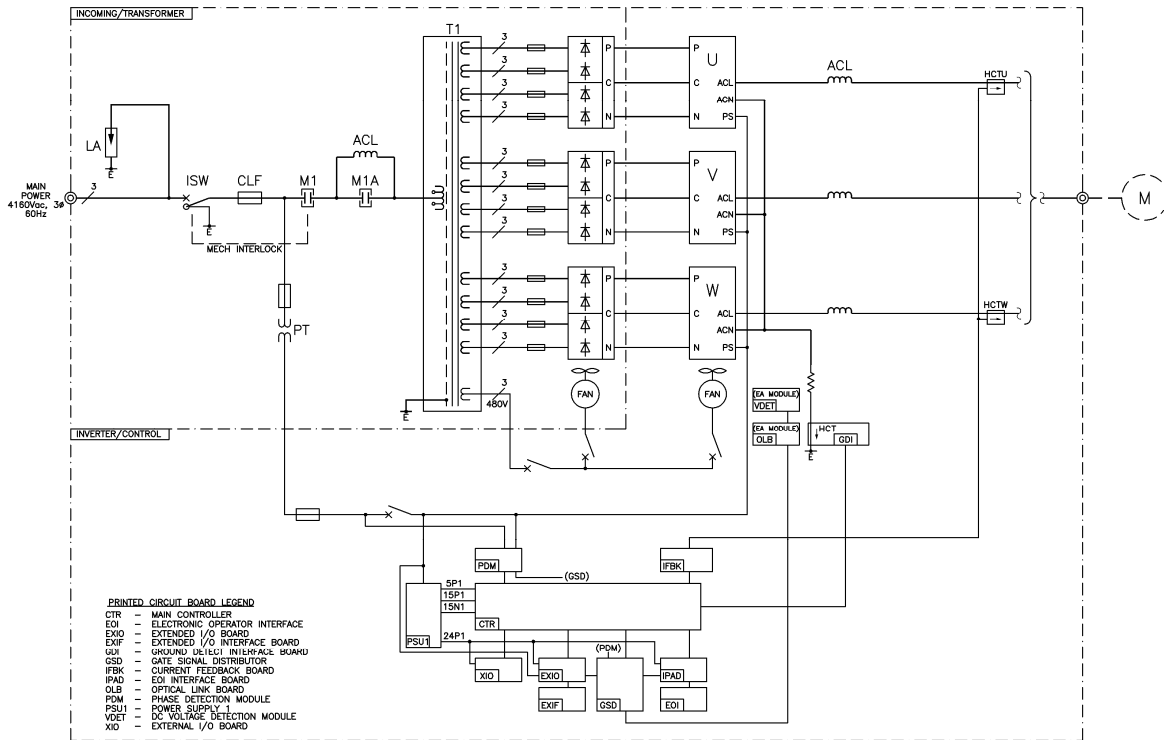 INCOMING/TRANSFORMER
T1
3
P
C
N
P
C
N
U
ACL
ACN
PS
ACL
HCTU
3
3
LA
E
ACL
MAIN
POWER
4160Vac, 3ø
60Hz
3
ISW
CLF
M1
M1A
E
MECH INTERLOCK
3
P
C
N
P
C
N
V
ACL
ACN
PS
M
3
PT
3
P
C
N
P
C
N
W
ACL
ACN
PS
HCTW
3
E
3
480V
FAN
FAN
(EA MODULE)
VDET
(EA MODULE)
OLB
HCT
GDI
E
INVERTER/CONTROL
PDM
(GSD)
IFBK
5P1
15P1
15N1
CTR
24P1
PSU1
(PDM)
XIO
EXIO
GSD
IPAD
EXIF
EOI
PRINTED CIRCUIT BOARD LEGEND
CTR – MAIN CONTROLLER
EOI – ELECTRONIC OPERATOR INTERFACE
EXIO – EXTENDED I/O BOARD
EXIF – EXTENDED I/O INTERFACE BOARD
GDI – GROUND DETECT INTERFACE BOARD
GSD – GATE SIGNAL DISTRIBUTOR
IFBK – CURRENT FEEDBACK BOARD
IPAD – EOI INTERFACE BOARD
OLB – OPTICAL LINK BOARD
PDM – PHASE DETECTION MODULE
PSU1 – POWER SUPPLY 1
VDET – DC VOLTAGE DETECTION MODULE
XIO – EXTERNAL I/O BOARD